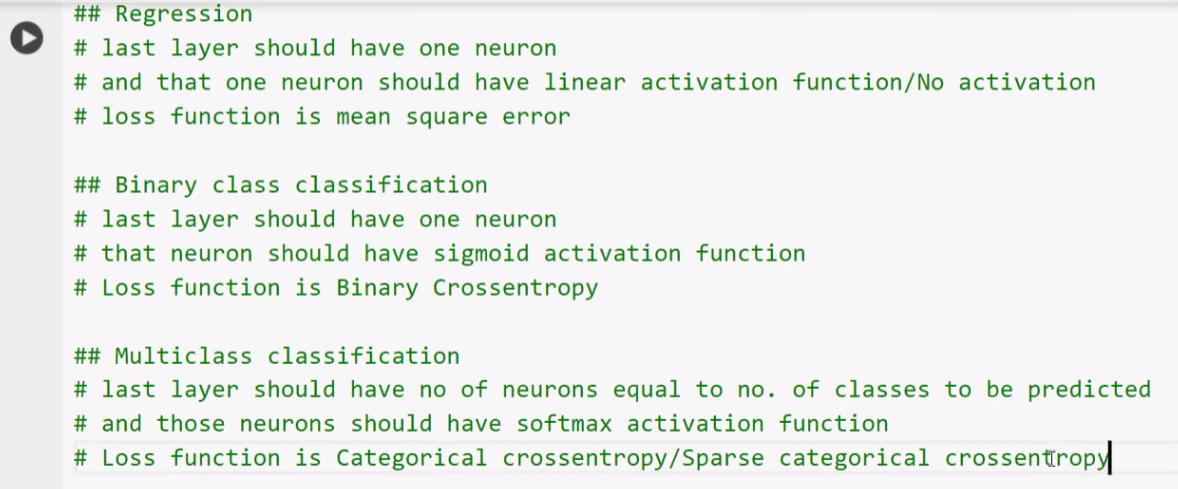 ## Regression
# last layer should have one neuron
# and that one neuron should have linear activation function/No activation
# loss function is mean square error
## Binary class classification
# last layer should have one neuron
# that neuron should have sigmoid activation function
# Loss function is Binary Crossentropy
## Multiclass classification
# last layer should have no of neurons equal to no. of classes to be predicted
# and those neurons should have softmax activation function
# Loss function is Categorical crossentropy/Sparse categorical crossentropy